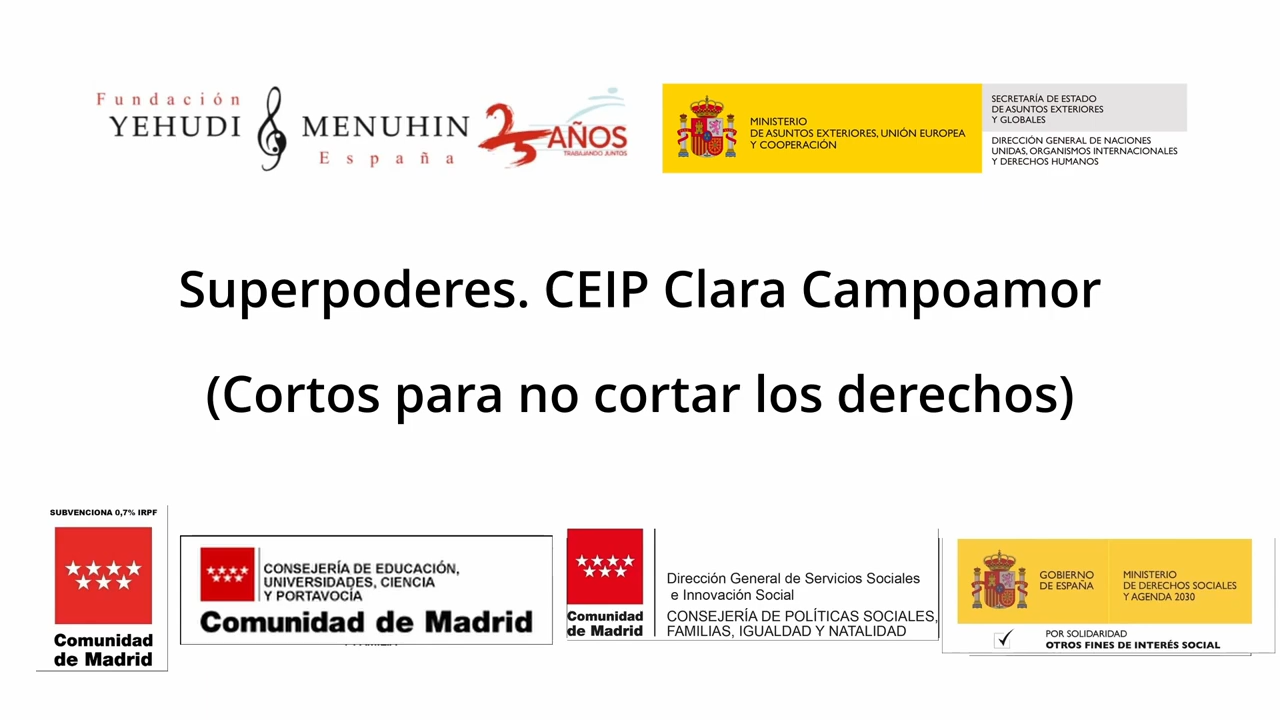 Fundación
YEHUDI MENUHIN
España
25 AÑOS
TRABAJANDO JUNTOS
MINISTERIO
DE ASUNTOS EXTERIORES, UNIÓN EUROPEA
Y COOPERACIÓN
SECRETARÍA DE ESTADO
DE ASUNTOS EXTERIORES
Y GLOBALES
DIRECCIÓN GENERAL DE NACIONES
UNIDAS, ORGANISMOS INTERNACIONALES
Y DERECHOS HUMANOS
Superpoderes. CEIP Clara Campoamor
(Cortos para no cortar los derechos)
SUBVENCIONA 0,7% IRPF
Comunidad
de Madrid
CONSEJERÍA DE EDUCACIÓN,
UNIVERSIDADES, CIENCIA
Y PORTAVOCÍA
Comunidad de Madrid
Comunidad
de Madrid
Dirección General de Servicios Sociales
e Innovación Social
CONSEJERÍA DE POLÍTICAS SOCIALES,
FAMILIAS, IGUALDAD Y NATALIDAD
GOBIERNO
DE ESPAÑA
MINISTERIO
DE DERECHOS SOCIALES
Y AGENDA 2030
POR SOLIDARIDAD
OTROS FINES DE INTERÉS SOCIAL